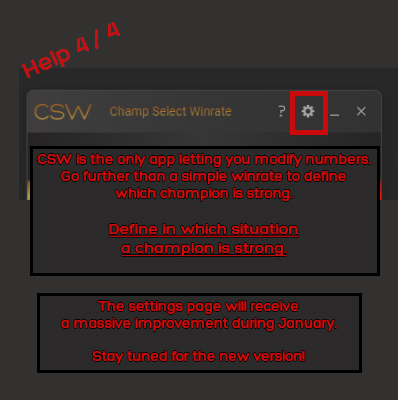 Help 4 / 4
CSW Champ Select Winrate ?
CSW is the only app letting you modify numbers.
Go further than a simple winrate to define
which champion is strong.
Define in which situation
a champion is strong.
The settings page will receive
a massive improvement during January.
Stay tuned for the new version!